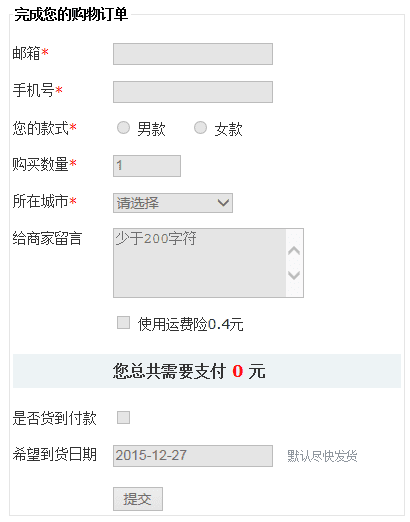 完成您的购物订单
邮箱*
手机号*
您的款式* 男款 女款
购买数量* 1
所在城市* 请选择
给商家留言 少于200字符
使用运费险0.4元
您总共需要支付 0 元
是否货到付款
希望到货日期 2015-12-27 默认尽快发货
提交